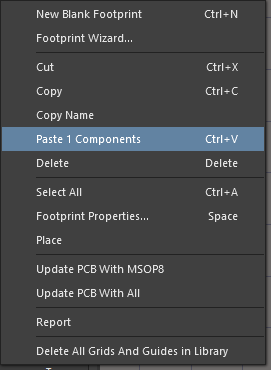 New Blank Footprint Ctrl+N
Footprint Wizard...
Cut Ctrl+X
Copy Ctrl+C
Copy Name
Paste 1 Components Ctrl+V
Delete Delete
Select All Ctrl+A
Footprint Properties... Space
Place
Update PCB With MSOP8
Update PCB With All
Report
Delete All Grids And Guides in Library